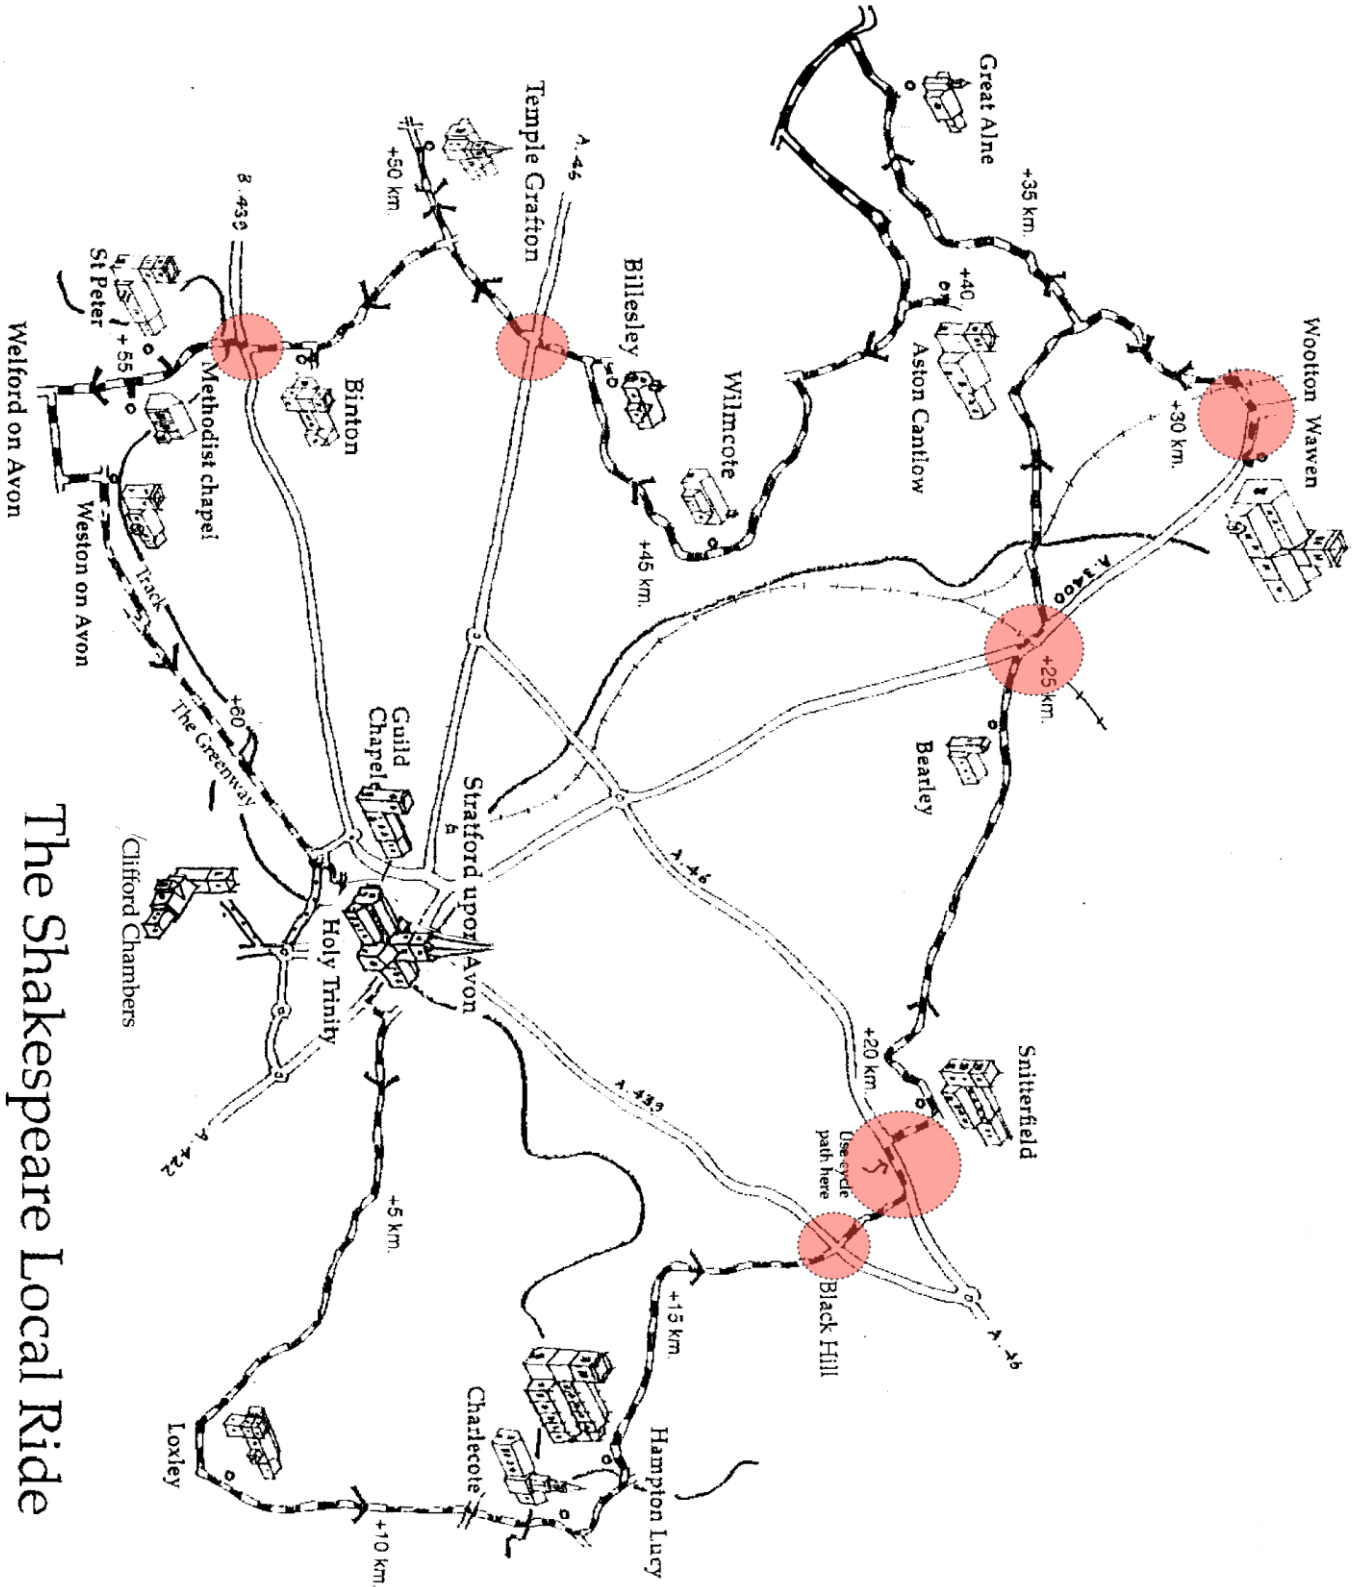 The Shakespeare Local Ride
Wootton Wawen
+30 km.
Great Alne
+35 km.
+40
Aston Cantlow
A.3400
+25 km.
Bearley
Snitterfield
+20 km.
Use cycle
path here
Black Hill
A.46
A.46
A.439
+15 km.
Hampton Lucy
Charlecote
+10 km.
Loxley
+5 km.
A.422
Stratford upon Avon
Guild
Chapel
Holy Trinity
Clifford Chambers
The Greenway
+60
Track
Weston on Avon
Welford on Avon
Methodist chapel
+55
St Peter
B.439
Binton
+50 km.
Temple Grafton
A.46
Billesley
Wilmcote
+45 km.